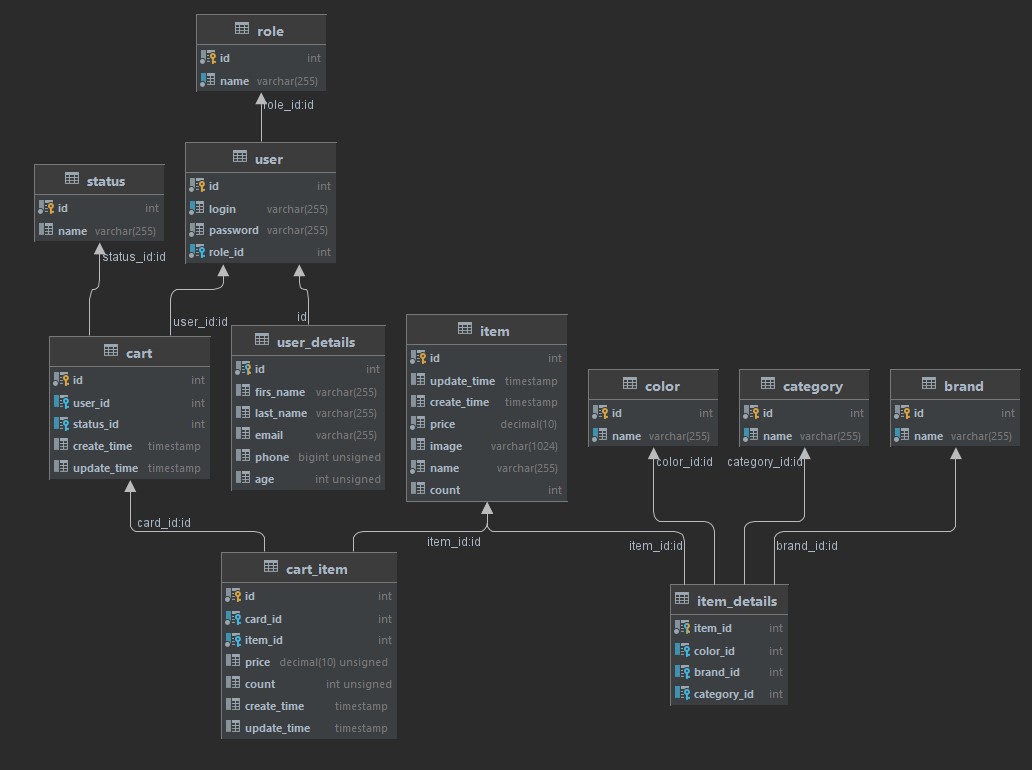 role
id int
name varchar(255)
role_id:id
user
id int
login varchar(255)
password varchar(255)
role_id int
status
id int
name varchar(255)
status_id:id
user_id:id
id
cart
id int
user_id int
status_id int
create_time timestamp
update_time timestamp
user_details
id int
firs_name varchar(255)
last_name varchar(255)
email varchar(255)
phone bigint unsigned
age int unsigned
item
id int
update_time timestamp
create_time timestamp
price decimal(10)
image varchar(1024)
name varchar(255)
count int
color
id int
name varchar(255)
category
id int
name varchar(255)
brand
id int
name varchar(255)
color_id:id
category_id:id
card_id:id
item_id:id
item_id:id
brand_id:id
cart_item
id int
card_id int
item_id int
price decimal(10) unsigned
count int unsigned
create_time timestamp
update_time timestamp
item_details
item_id int
color_id int
brand_id int
category_id int